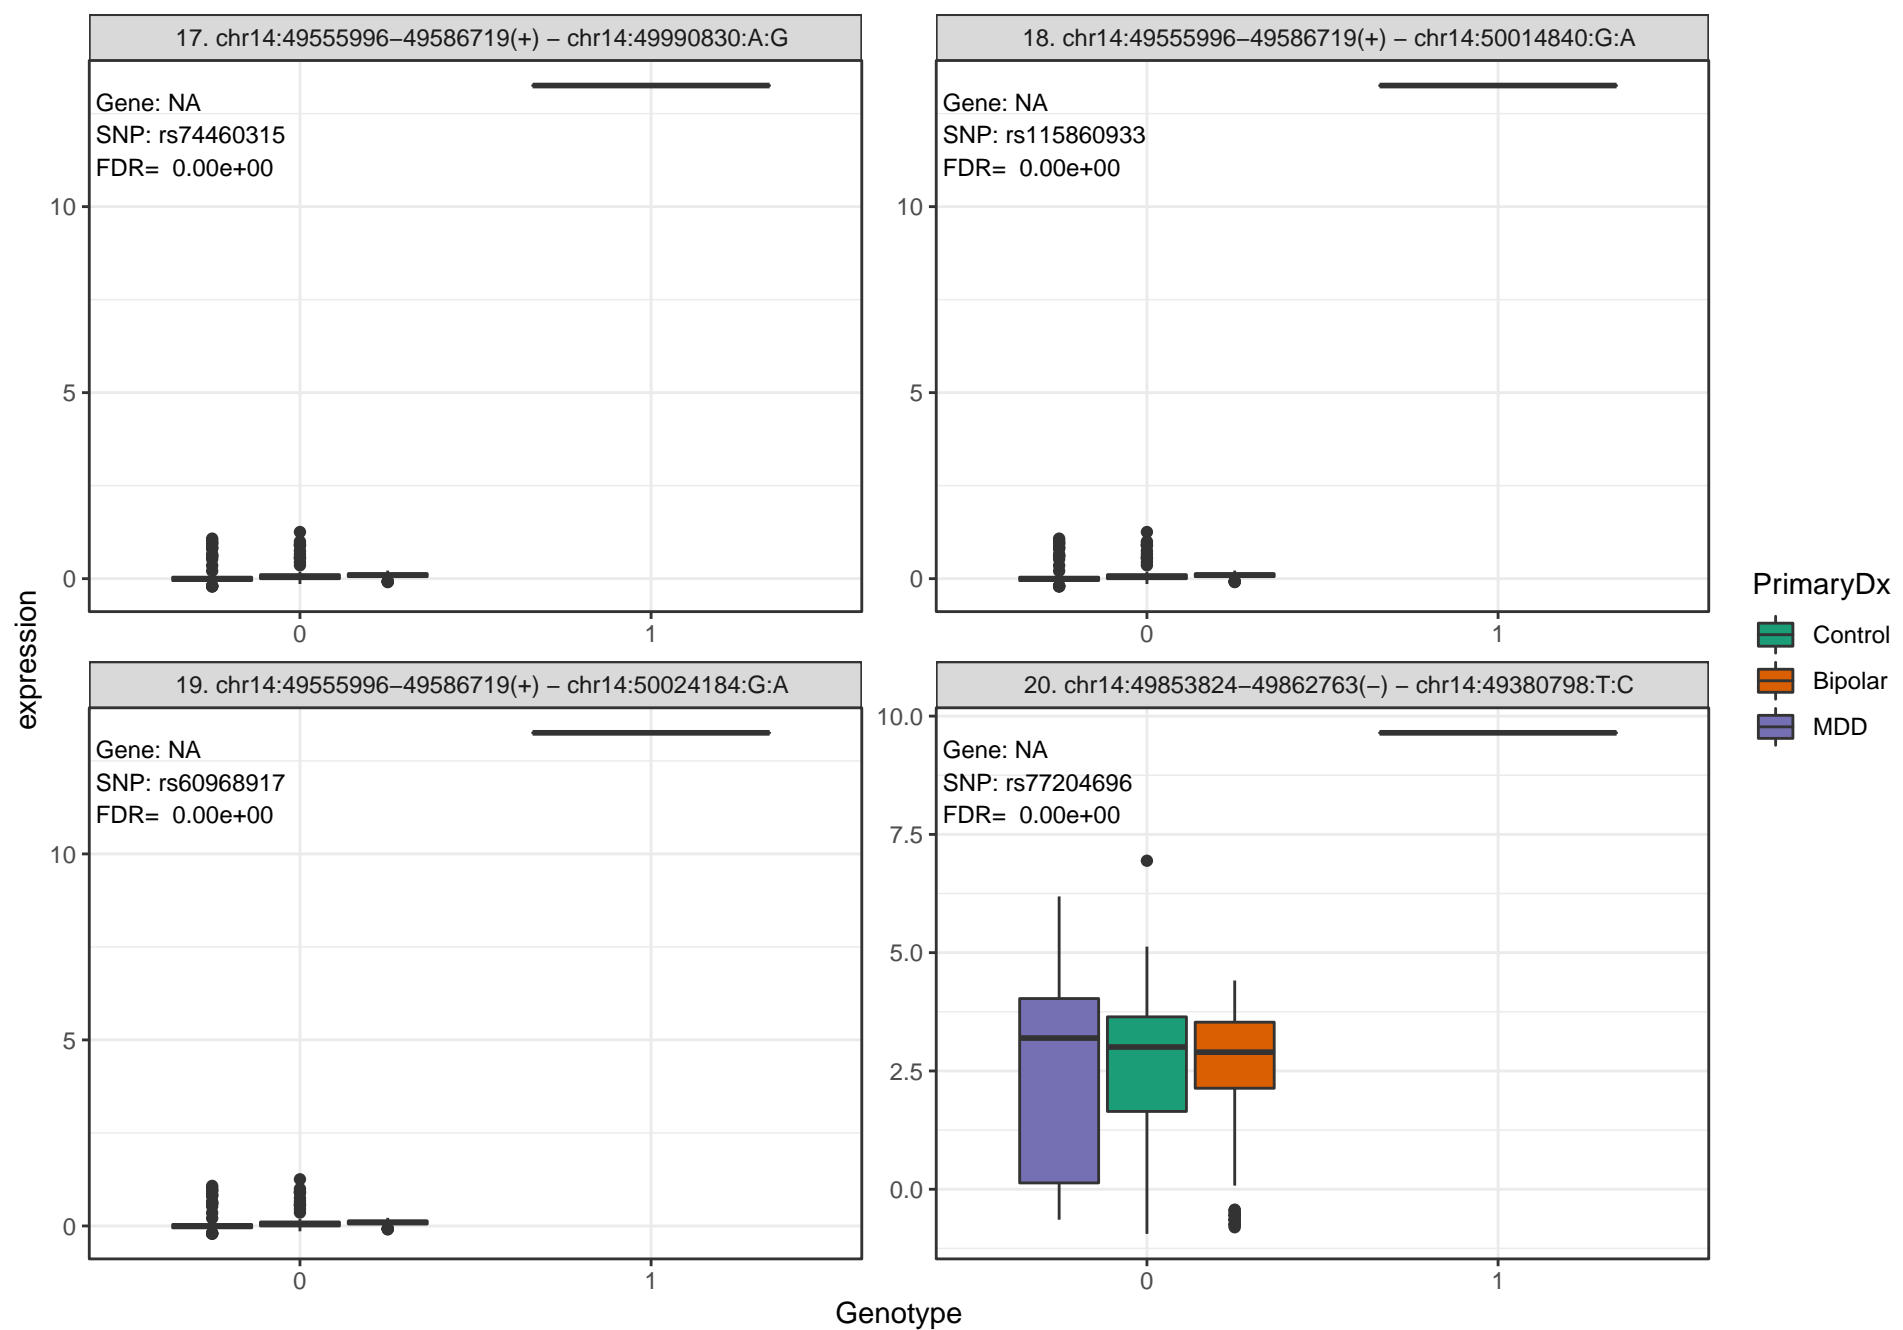 17. chr14:49555996−49586719(+) − chr14:49990830:A:G
Gene: NA
SNP: rs74460315
FDR=  0.00e+00
10
5
0
0
1
18. chr14:49555996−49586719(+) − chr14:50014840:G:A
Gene: NA
SNP: rs115860933
FDR=  0.00e+00
10
5
0
0
1
19. chr14:49555996−49586719(+) − chr14:50024184:G:A
Gene: NA
SNP: rs60968917
FDR=  0.00e+00
10
5
0
0
1
20. chr14:49853824−49862763(−) − chr14:49380798:T:C
Gene: NA
SNP: rs77204696
FDR=  0.00e+00
10.0
7.5
5.0
2.5
0.0
0
1
expression
Genotype
PrimaryDx
Control
Bipolar
MDD